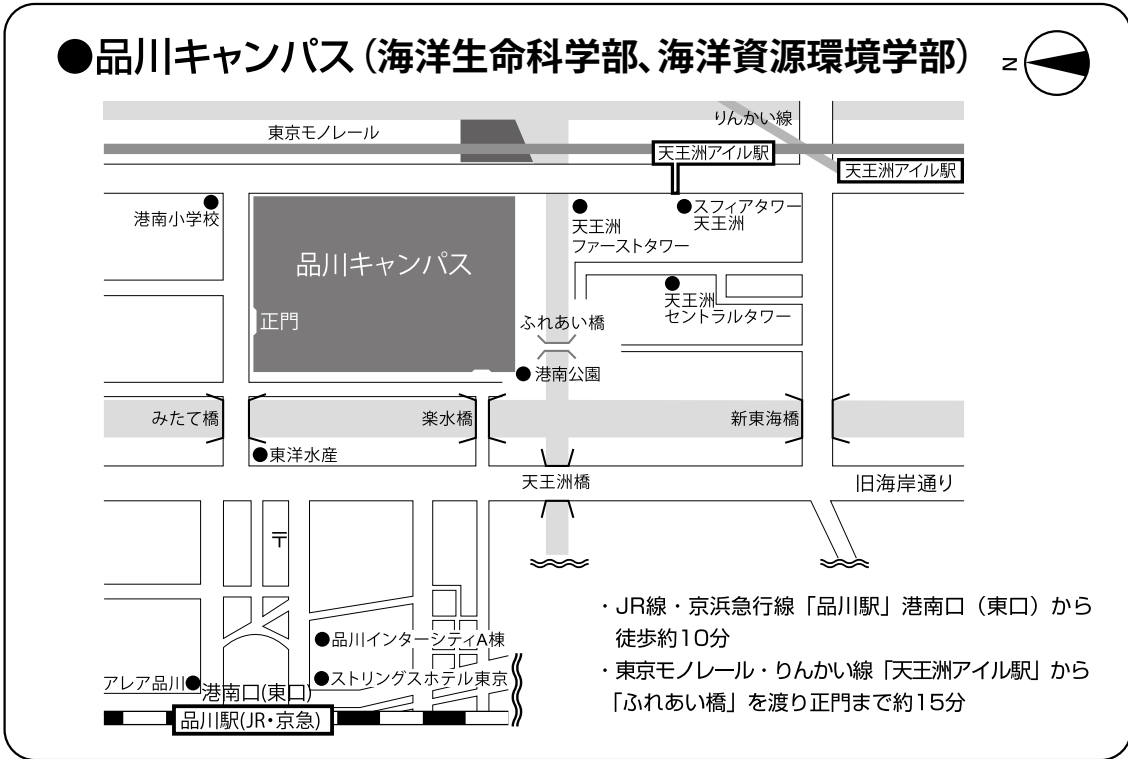 ●品川キャンパス（海洋生命科学部、海洋資源環境学部）
N
りんかい線
東京モノレール
天王洲アイル駅
天王洲アイル駅
港南小学校
スフィアタワー
天王洲
天王洲
ファーストタワー
品川キャンパス
天王洲
セントラルタワー
正門
ふれあい橋
港南公園
みたて橋
楽水橋
新東海橋
東洋水産
天王洲橋
旧海岸通り
〒
・JR線・京浜急行線「品川駅」港南口（東口）から
徒歩約10分
・東京モノレール・りんかい線「天王洲アイル駅」から
「ふれあい橋」を渡り正門まで約15分
品川インターシティA棟
ストリングスホテル東京
アレア品川
港南口(東口)
品川駅(JR・京急)